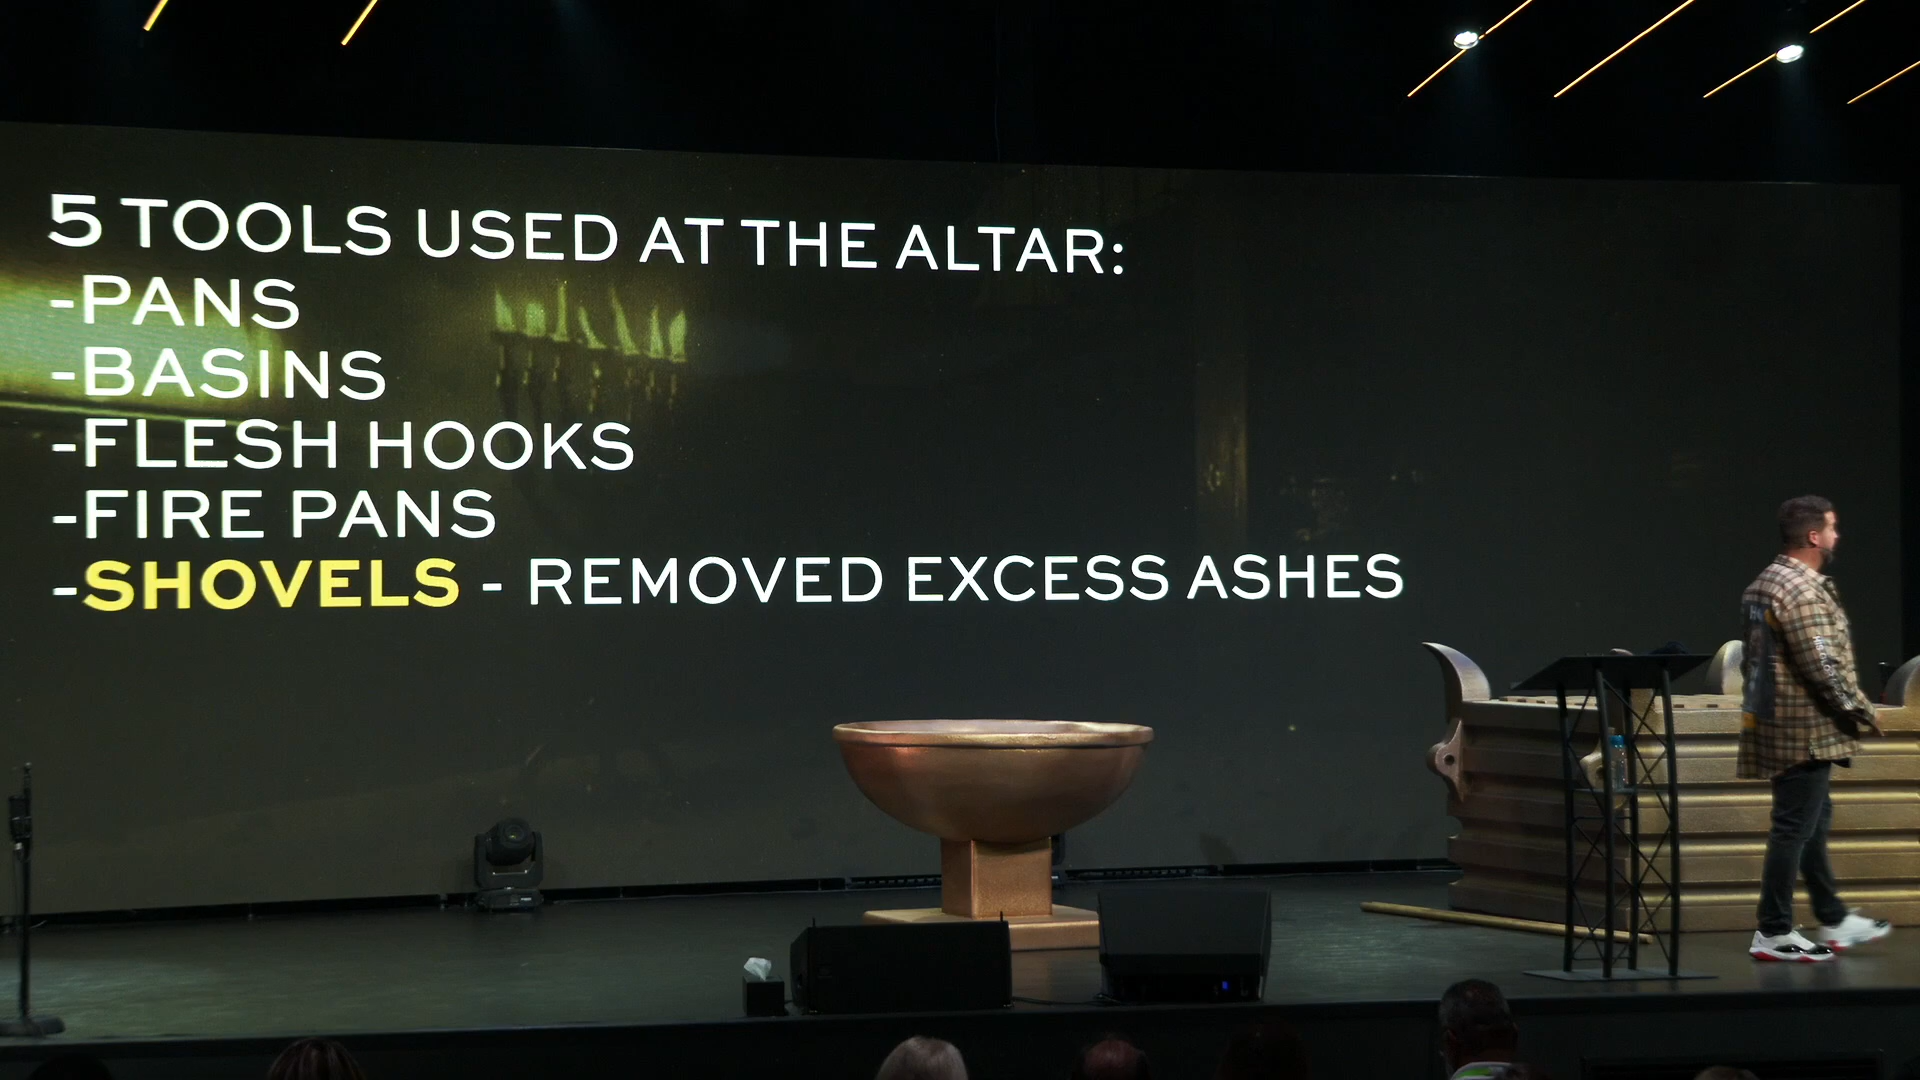 5 TOOLS USED AT THE ALTAR:
-PANS
-BASINS
-FLESH HOOKS
-FIRE PANS
-SHOVELS - REMOVED EXCESS ASHES